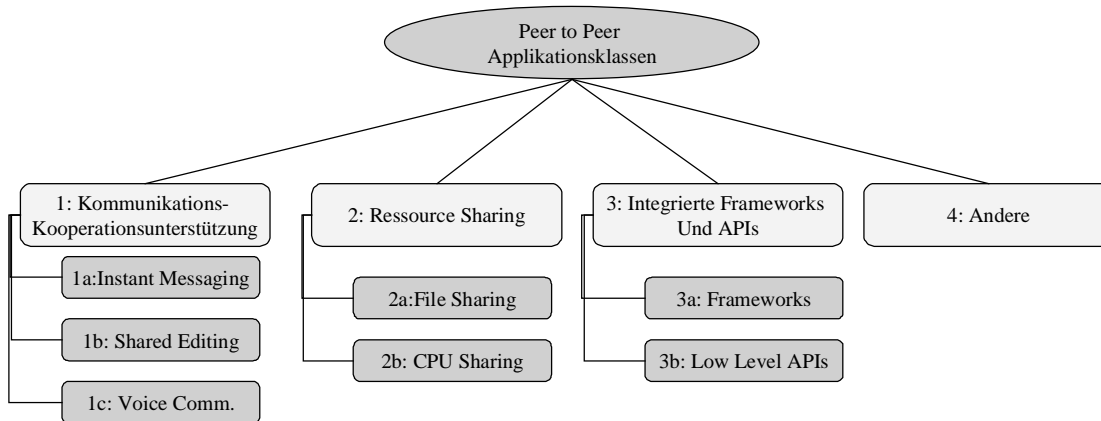 Peer to Peer
Applikationsklassen
1: Kommunikations-
Kooperationsunterstützung
1a:Instant Messaging
1b: Shared Editing
1c: Voice Comm.
2: Ressource Sharing
2a:File Sharing
2b: CPU Sharing
3: Integrierte Frameworks
Und APIs
3a: Frameworks
3b: Low Level APIs
4: Andere